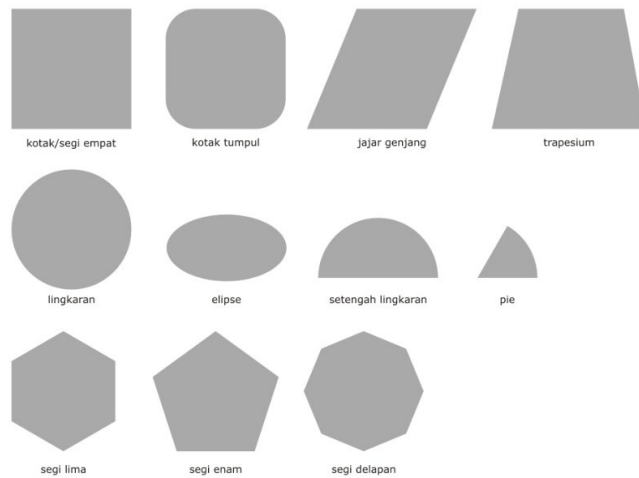 kotak/segi empat
kotak tumpul
jajar genjang
trapesium
lingkaran
elipse
setengah lingkaran
pie
segi lima
segi enam
segi delapan